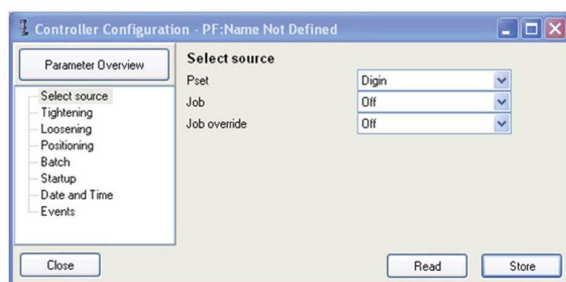 Controller Configuration - PF:Name Not Defined
Parameter Overview
Select source
Tightening
Loosening
Positioning
Batch
Startup
Date and Time
Events
Select source
Pset Digin
Job Off
Job override Off
Close
Read
Store